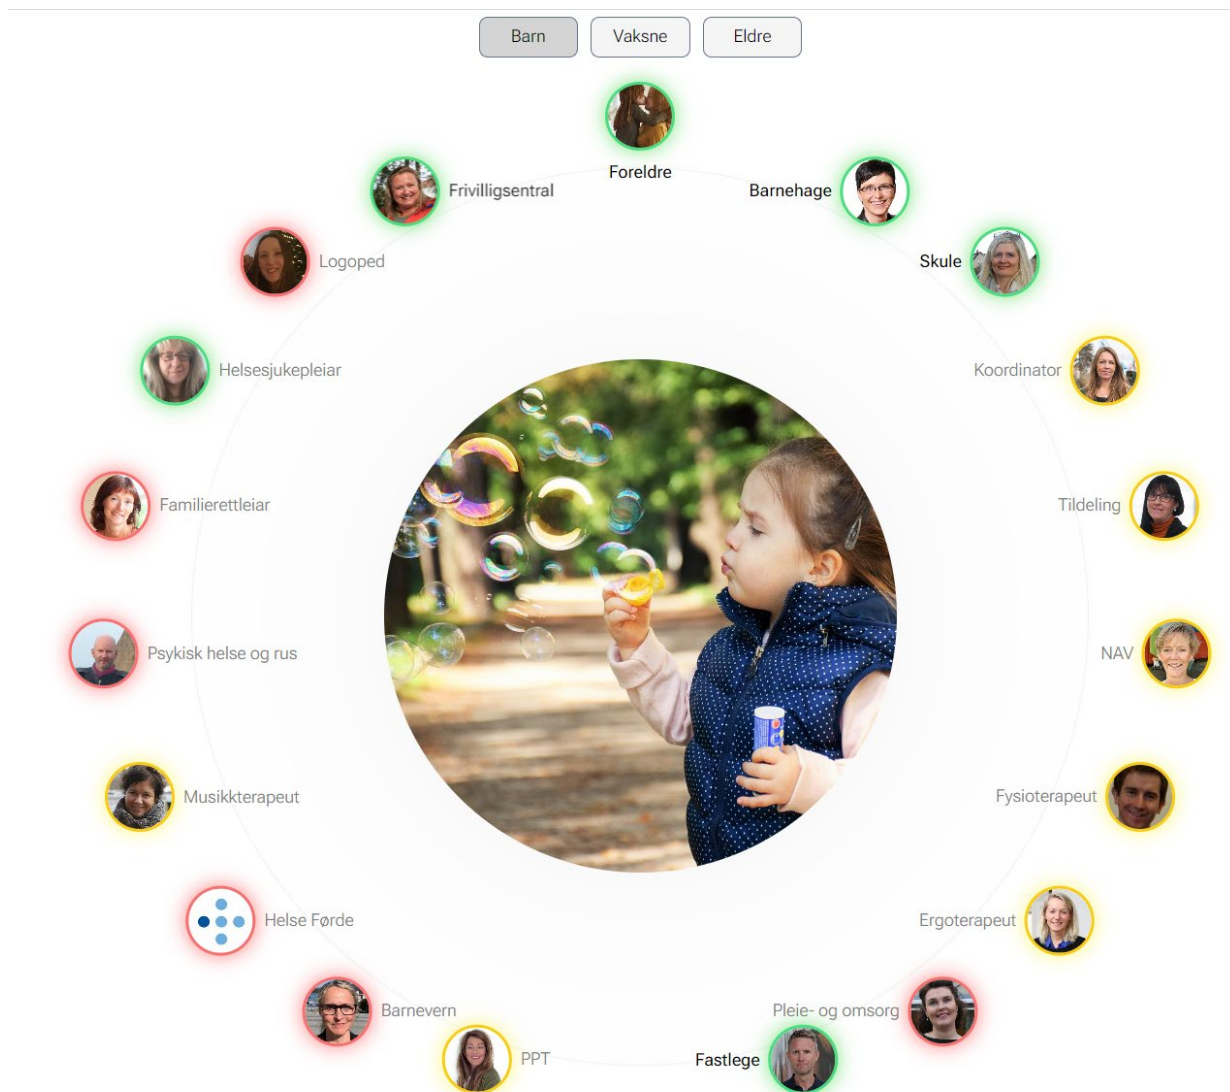 Barn
Vaksne
Eldre
Foreldre
Frivilligsentral
Barnehage
Logoped
Skule
Helsesjukepleiar
Koordinator
Familierettleiar
Tildeling
Psykisk helse og rus
NAV
Musikkterapeut
Fysioterapeut
Helse Førde
Ergoterapeut
Barnevern
Pleie- og omsorg
PPT
Fastlege